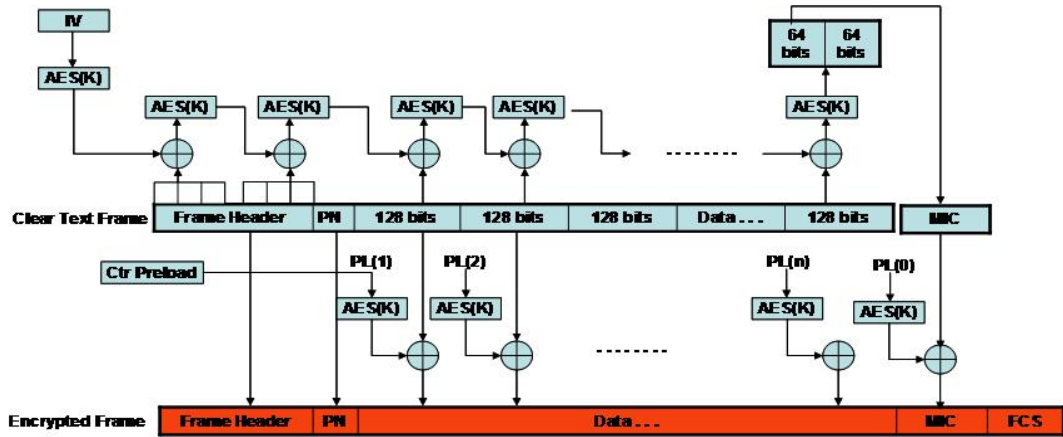 IV
64 bits
64 bits
AES(K)
AES(K)
AES(K)
AES(K)
AES(K)
AES(K)
Clear Text Frame
Frame Header
PN
128 bits
128 bits
128 bits
Data . . .
128 bits
MIC
Ctr Preload
PL(1)
PL(2)
PL(n)
PL(0)
AES(K)
AES(K)
AES(K)
AES(K)
Encrypted Frame
Frame Header
PN
Data . . .
MIC
FCS